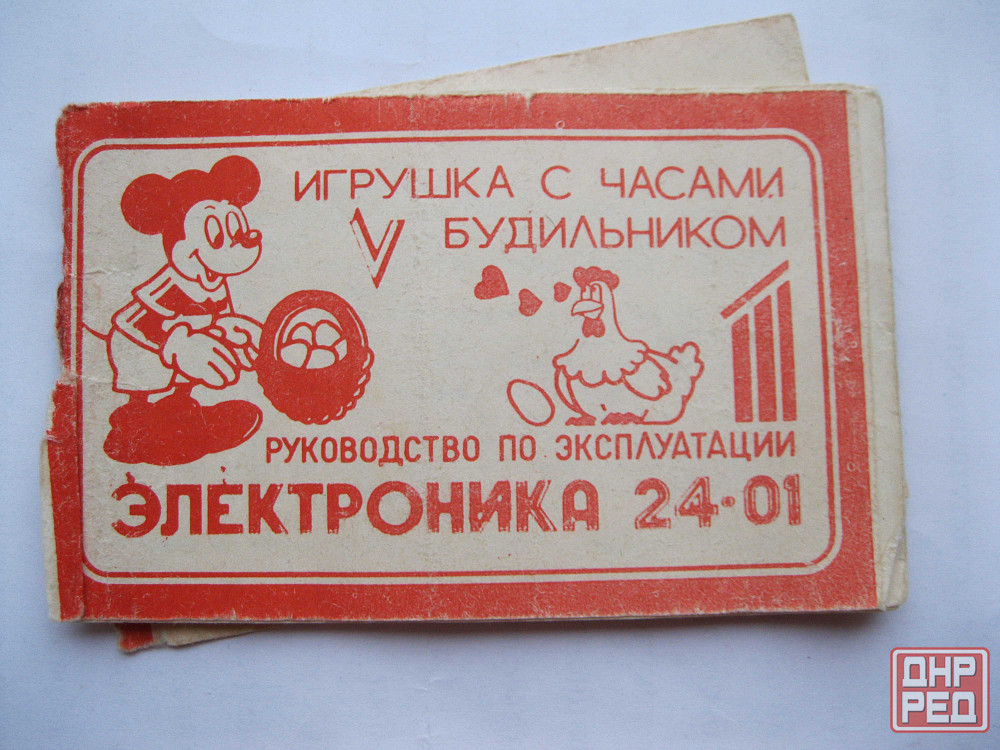 ИГРУШКА С ЧАСАМИ
БУДИЛЬНИКОМ
РУКОВОДСТВО ПО ЭКСПЛУАТАЦИИ
ЭЛЕКТРОНИКА 24·01
ДНР
РЕД